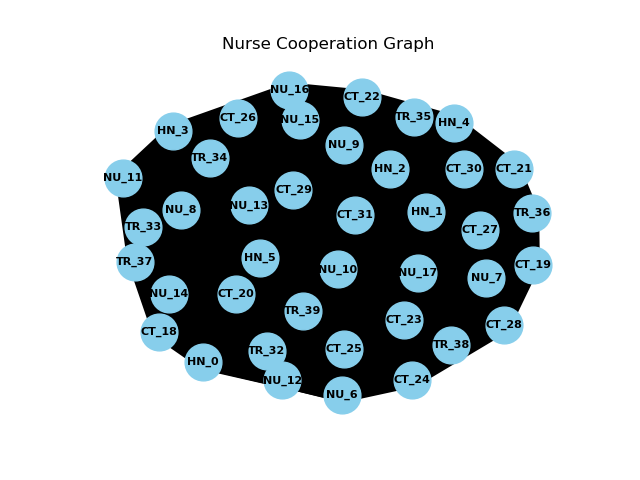 Nurse Cooperation Graph
NU_16
CT_22
CT_26
NU_15
TR_35
HN_4
HN_3
NU_9
TR_34
HN_2
CT_30
CT_21
NU_11
CT_29
NU_13
NU_8
CT_31
HN_1
TR_36
TR_33
CT_27
HN_5
TR_37
NU_10
NU_17
NU_7
CT_19
NU_14
CT_20
TR_39
CT_23
CT_28
CT_18
TR_38
TR_32
CT_25
HN_0
NU_12
CT_24
NU_6